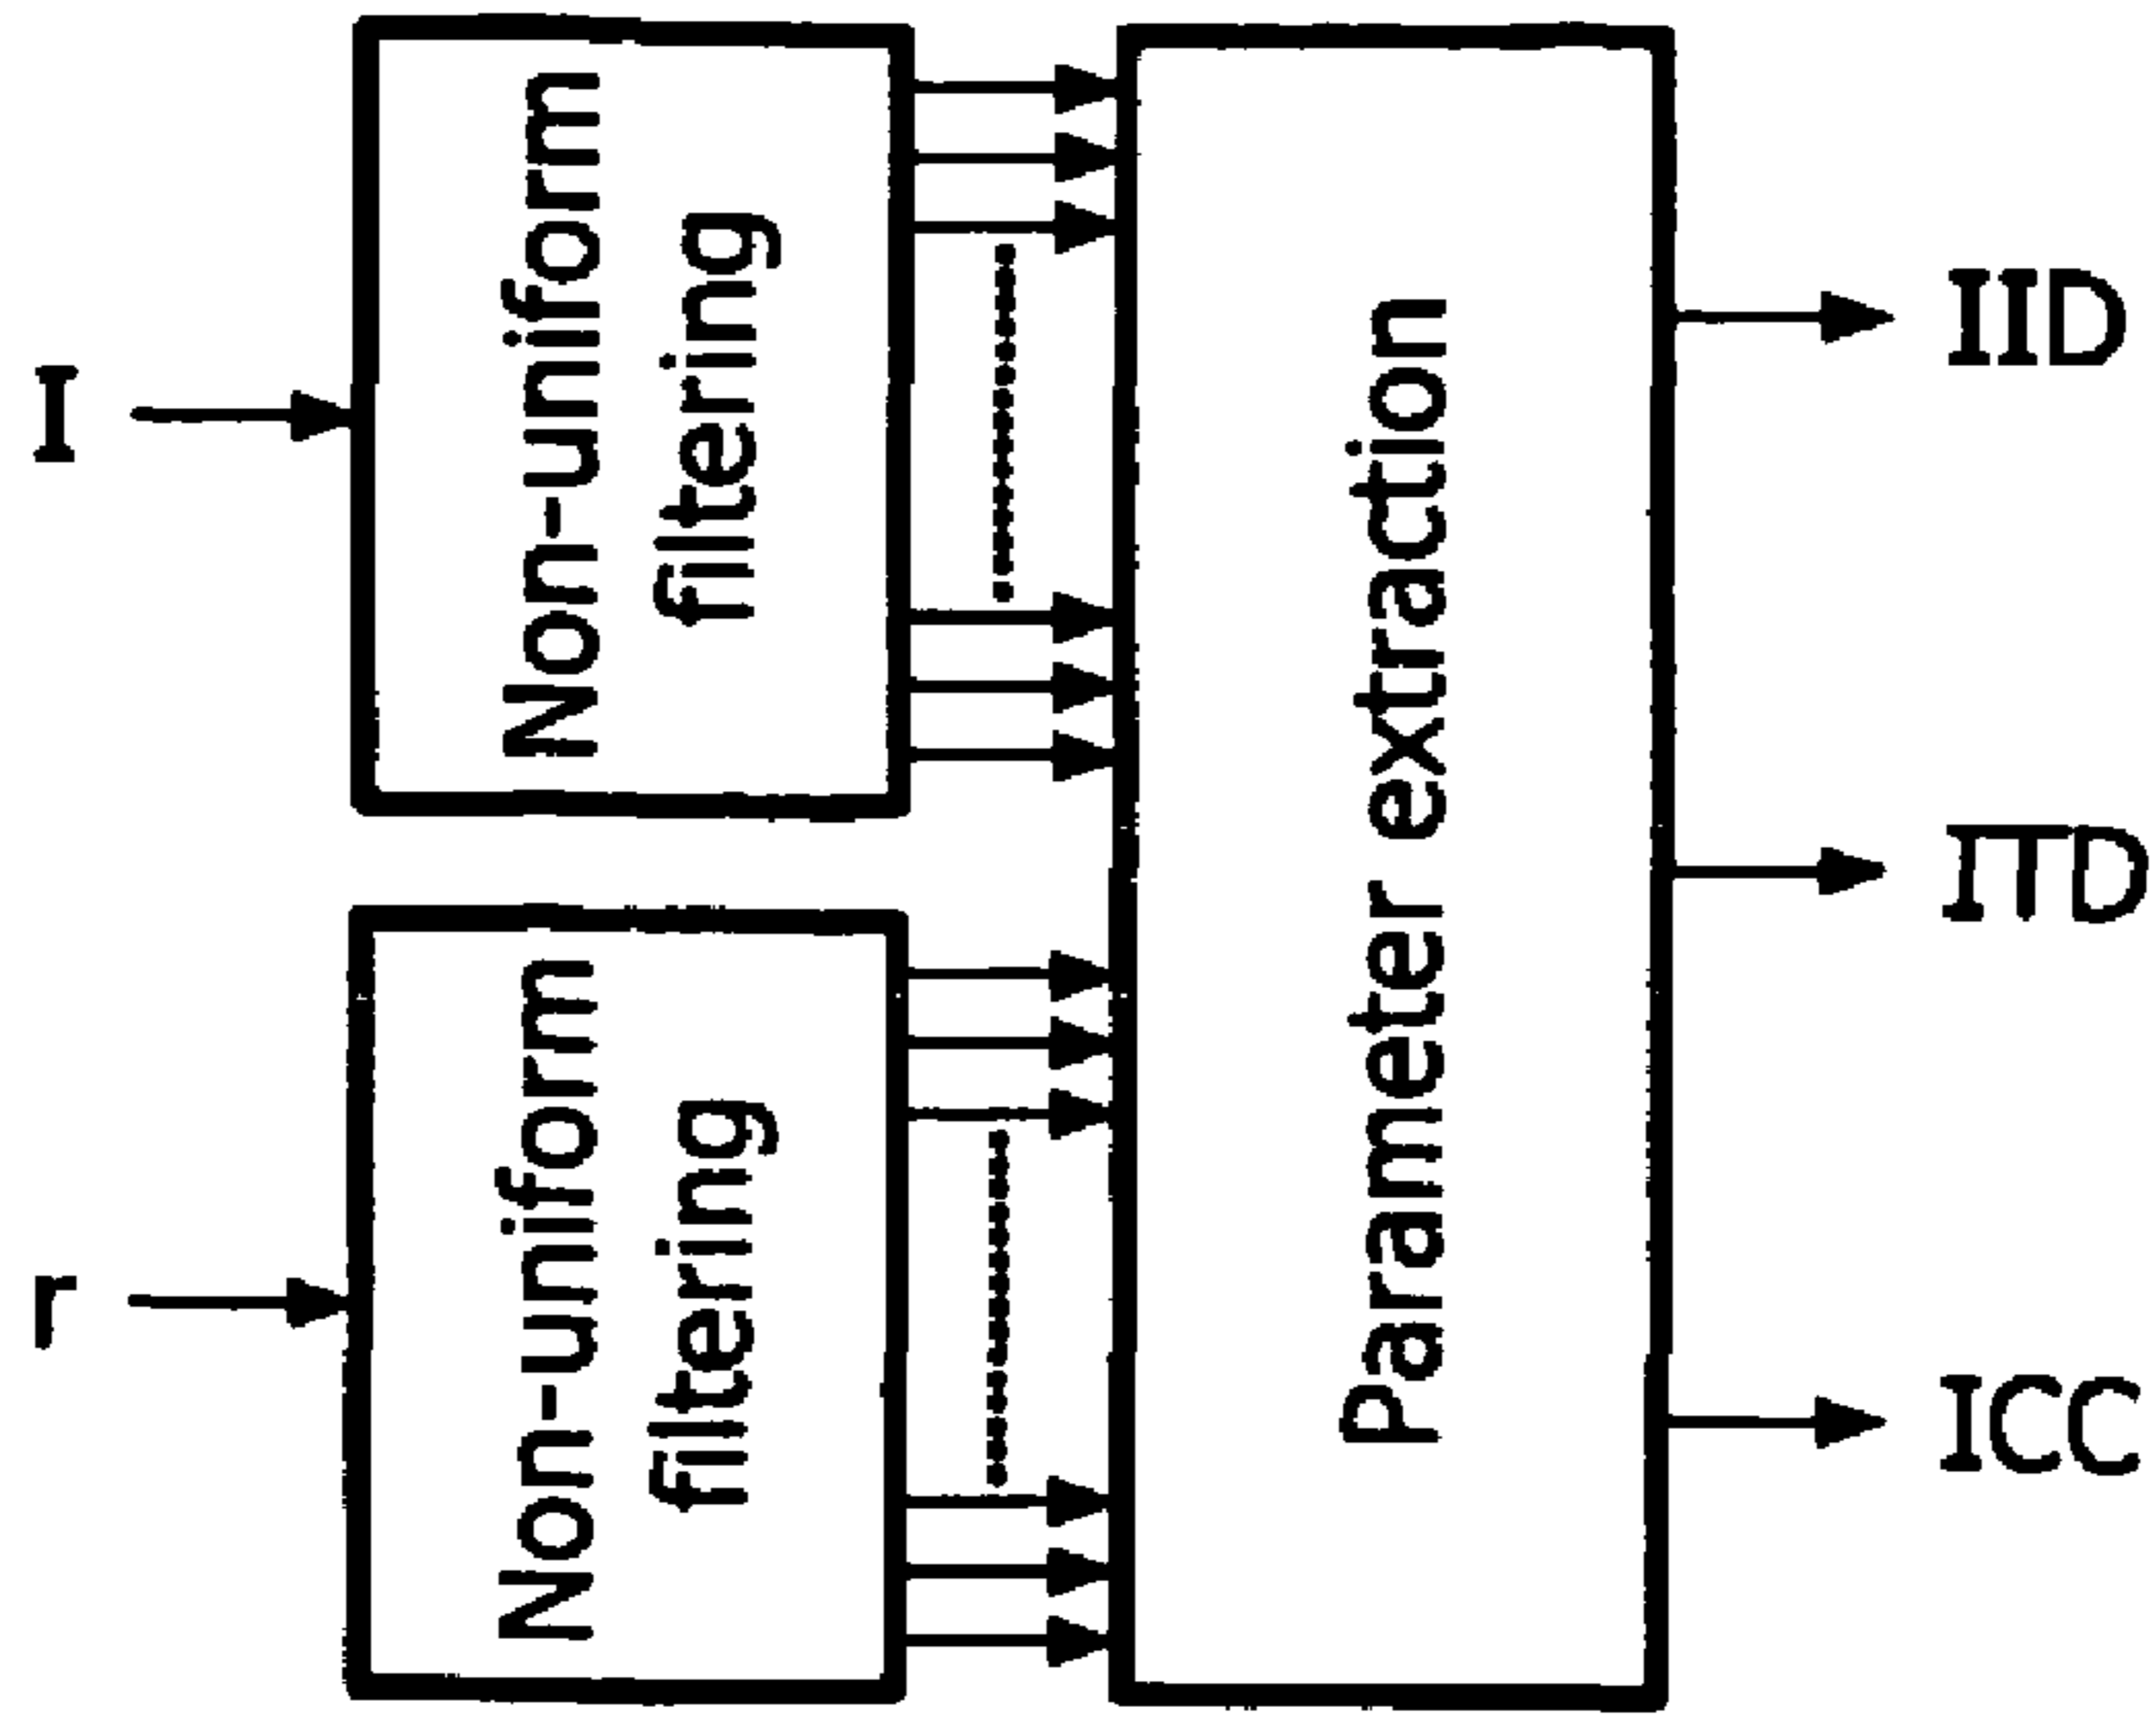 I
Non-uniform
filtering
r
Non-uniform
filtering
Parameter extraction
IID
ITD
ICC